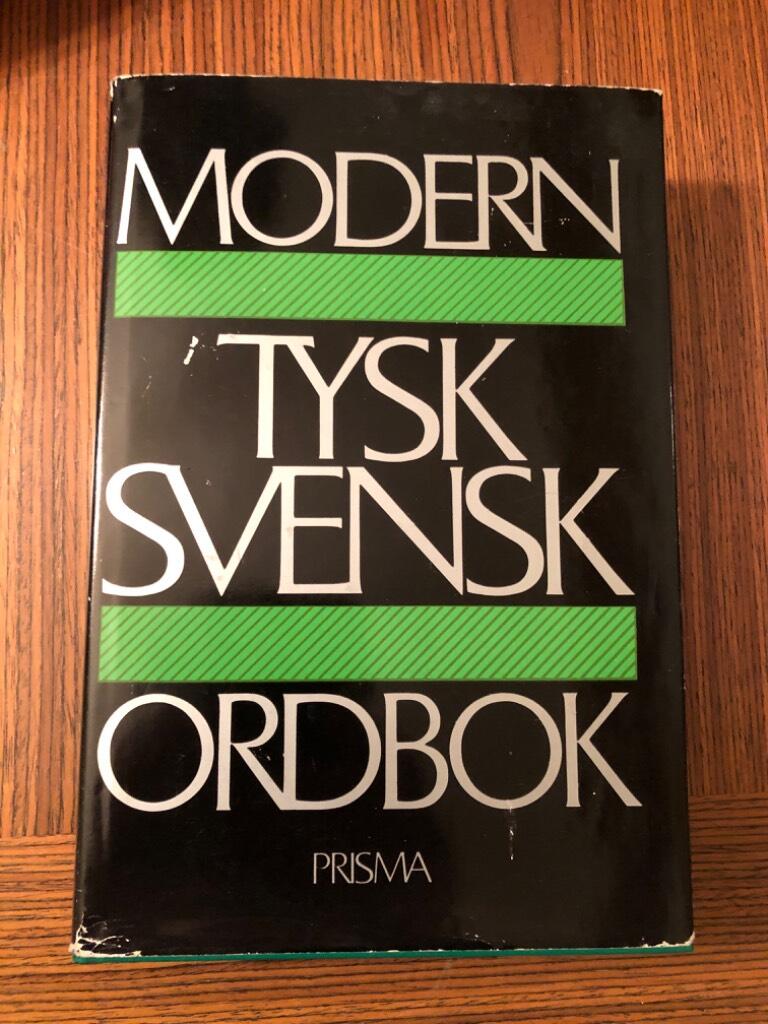 MODERN
TYSK
SVENSK
ORDBOK
PRISMA